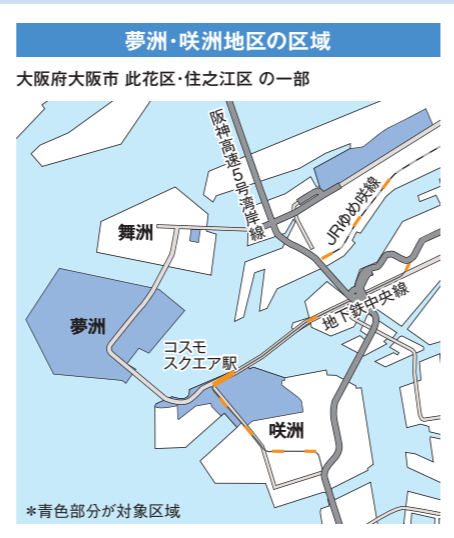 夢洲・咲洲地区の区域
大阪府大阪市 此花区・住之江区 の一部
阪神高速5号湾岸線
JRゆめ咲線
舞洲
地下鉄中央線
夢洲
コスモ
スクエア駅
咲洲
*青色部分が対象区域